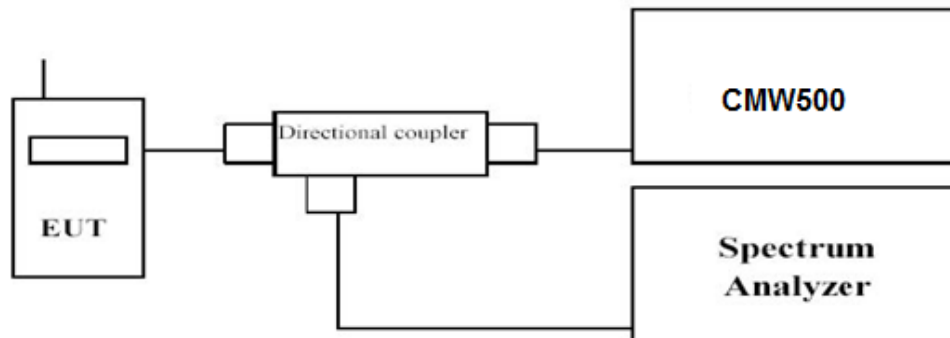 CMW500
Directional coupler
EUT
Spectrum
Analyzer